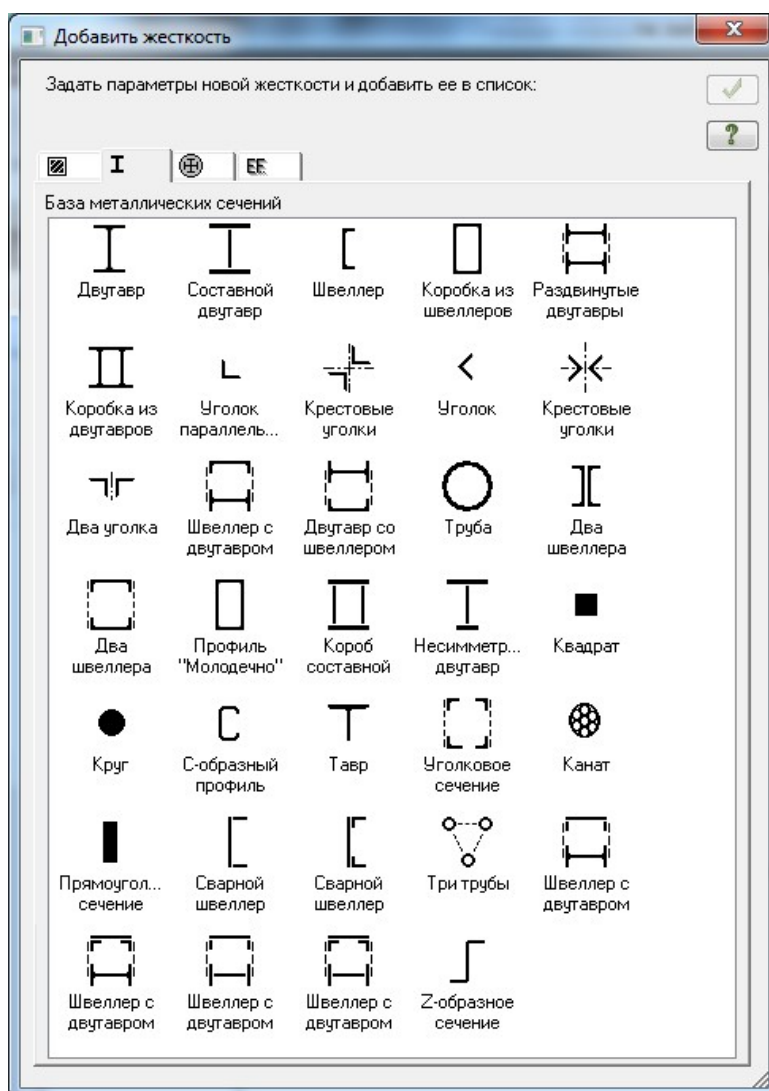 Добавить жесткость
Задать параметры новой жесткости и добавить ее в список:
?
I EE
База металлических сечений
Двутавр Составной Швеллер Коробка из Раздвинутые
двутавр швеллеров двутавры
Коробка из Уголок Крестовые Уголок Крестовые
двутавров параллель... уголки уголки
Два уголка Швеллер с Двутавр со Труба Два
двутавром швеллером швеллера
Два Профиль Короб Несимметр... Квадрат
швеллера "Молодечно" составной двутавр
Круг С-образный Тавр Уголковое Канат
профиль сечение
Прямоугол... Сварной Сварной Три трубы Швеллер с
сечение швеллер швеллер двутавром
Швеллер с Швеллер с Швеллер с Z-образное
двутавром двутавром двутавром сечение